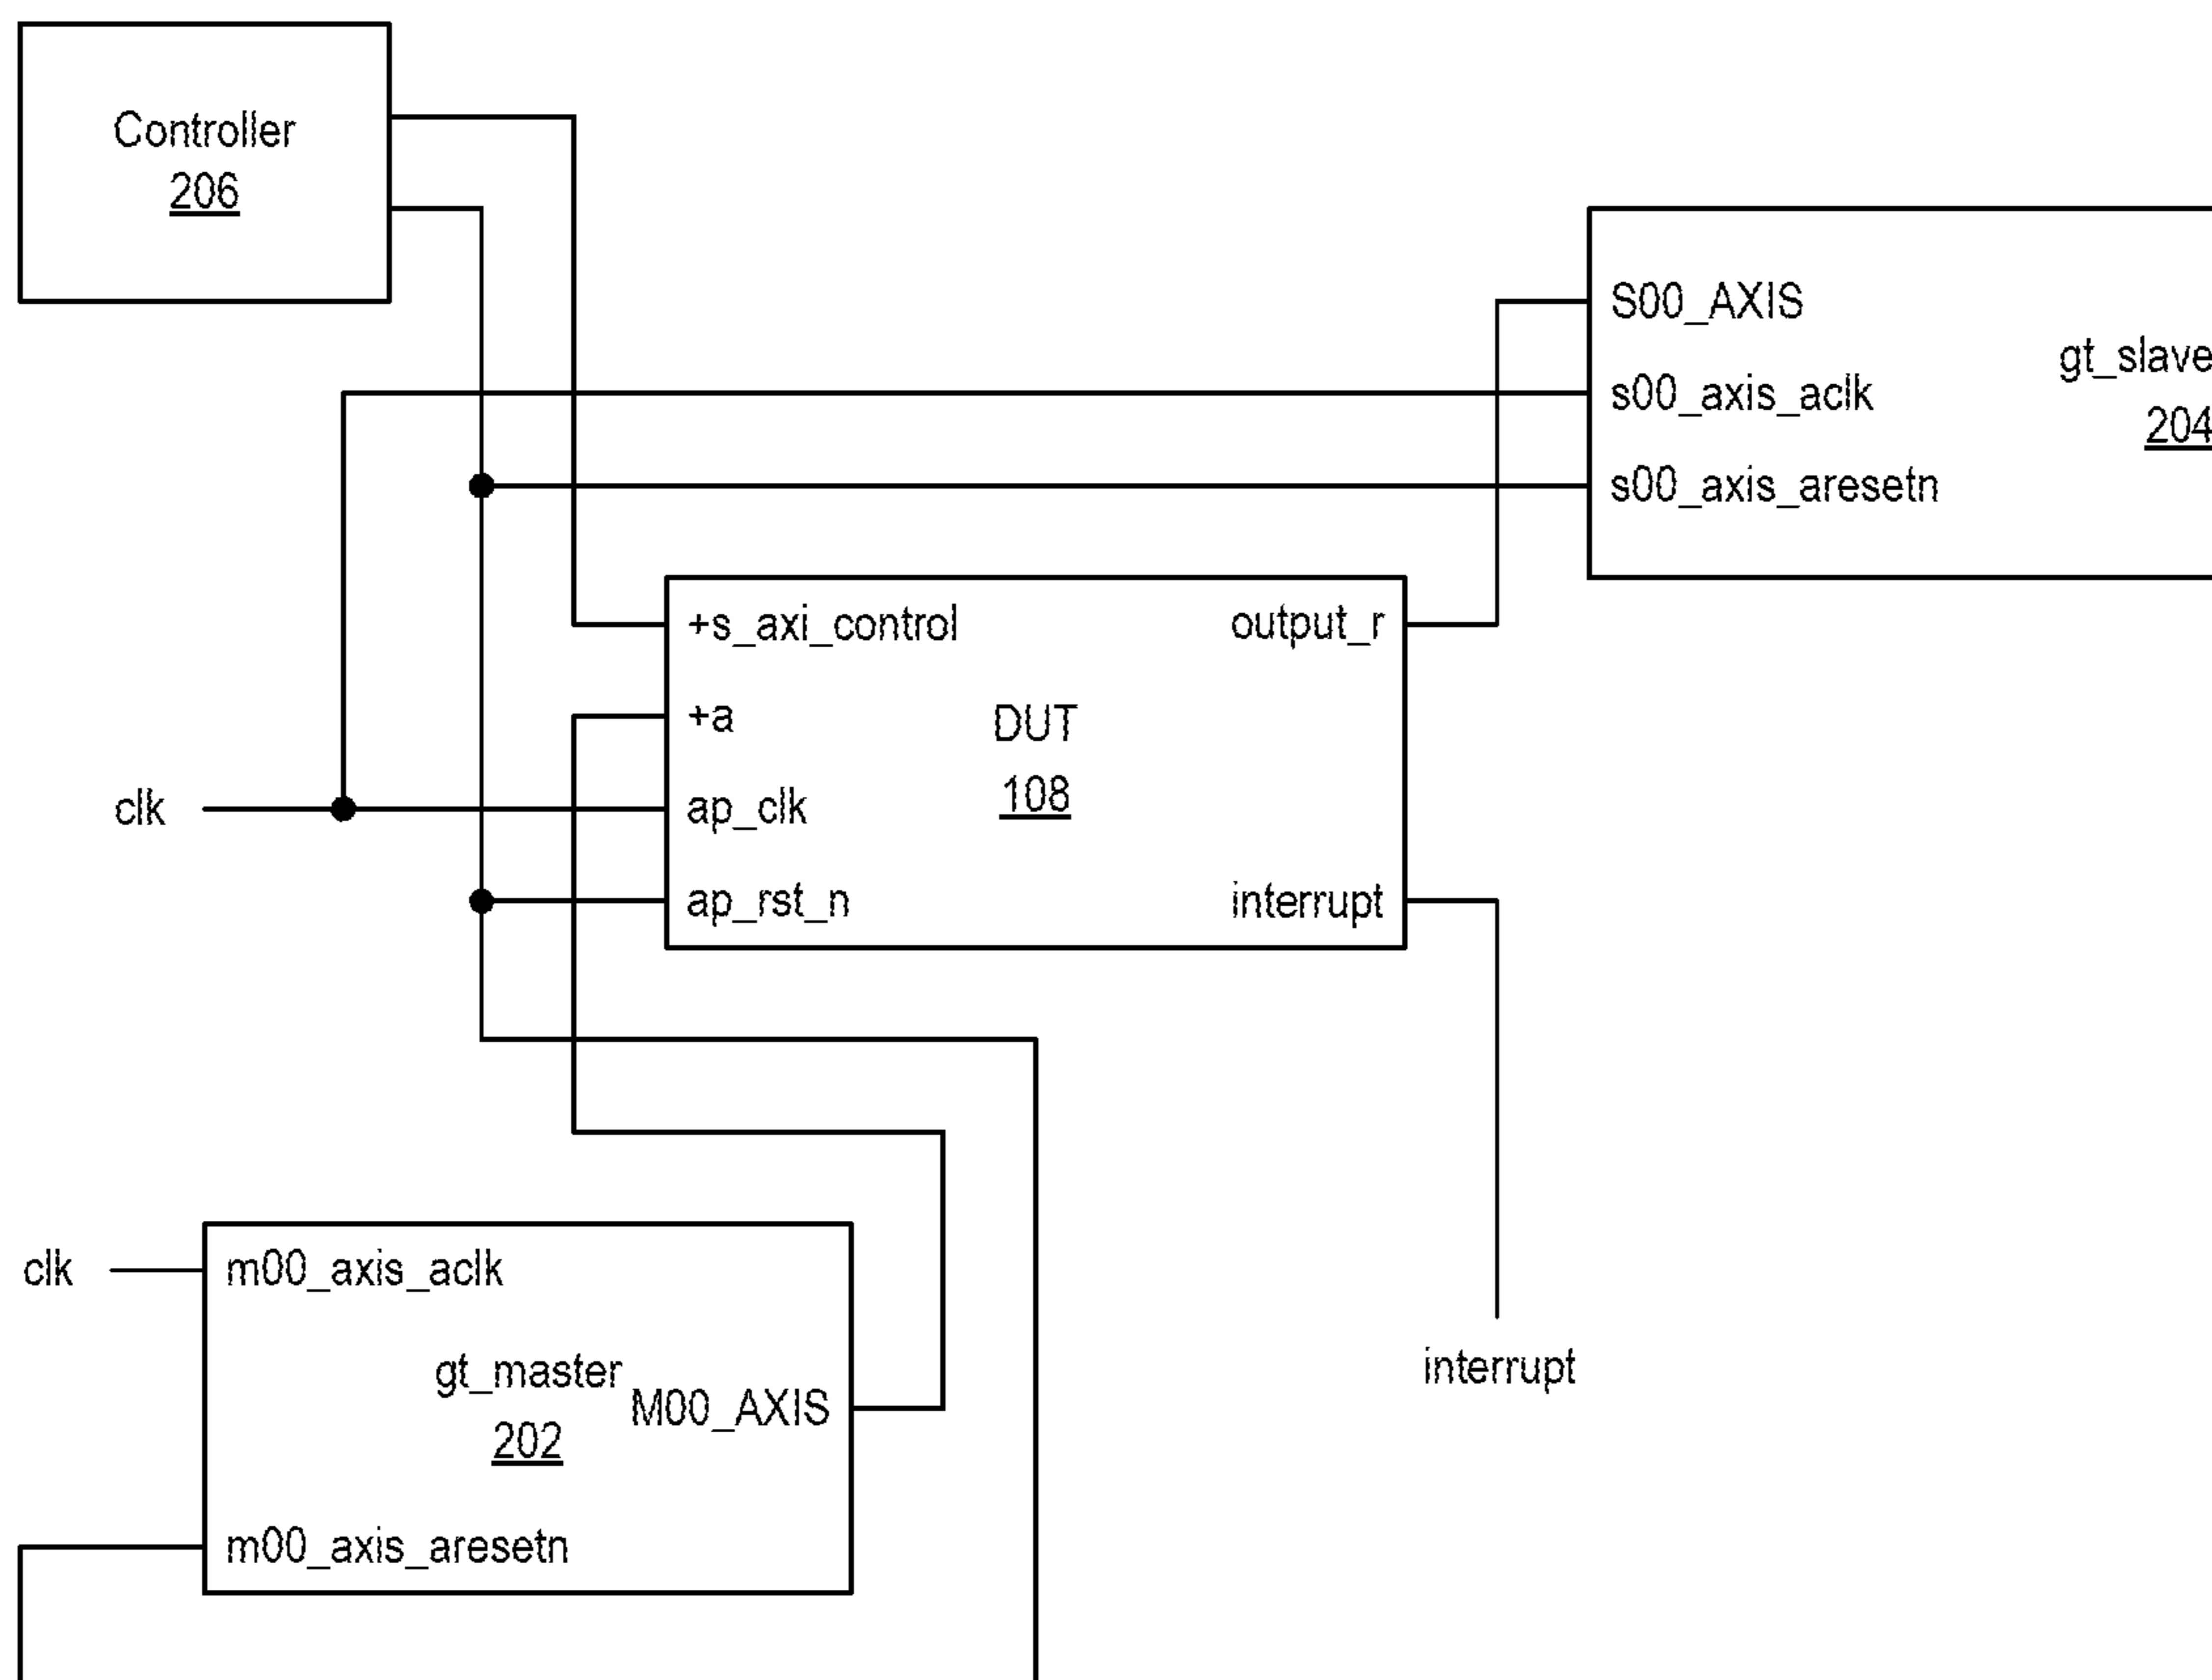 Controller
206
S00_AXIS
gt_slave
s00_axis_aclk
204
s00_axis_aresetn
+s_axi_control
output_r
+a
DUT
clk
ap_clk
108
ap_rst_n
interrupt
clk
m00_axis_aclk
gt_master
M00_AXIS
202
interrupt
m00_axis_aresetn